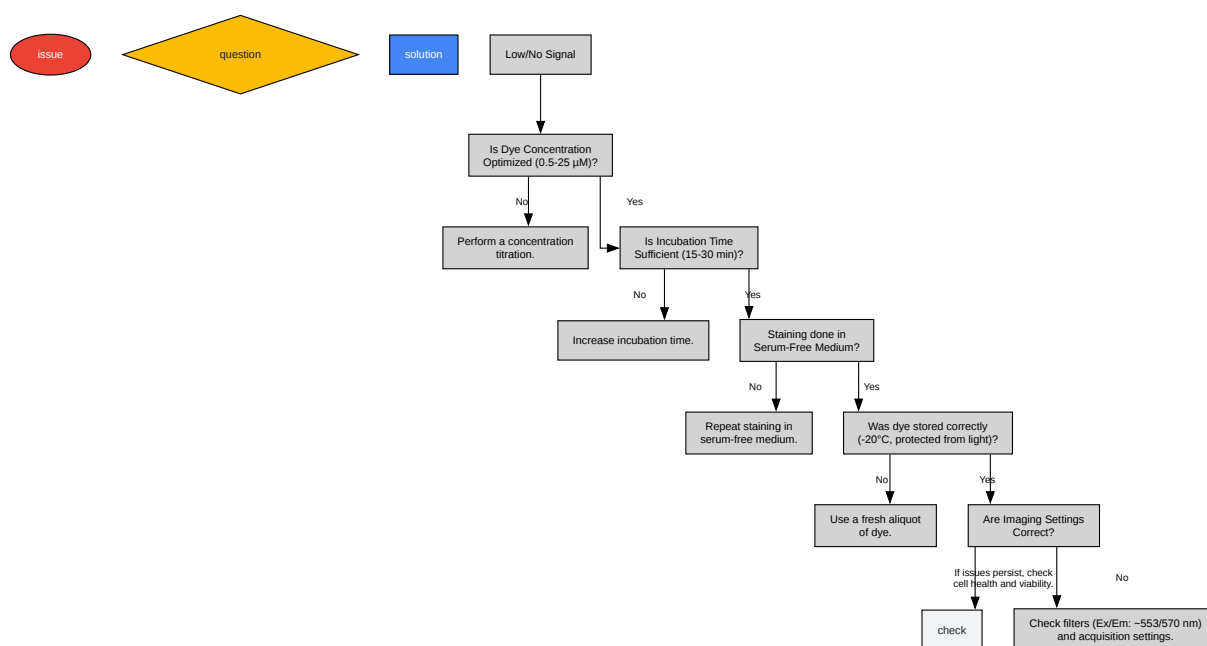 issue
question
solution
Low/No Signal
Is Dye Concentration
Optimized (0.5-25 µM)?
No
Yes
Perform a concentration
titration.
Is Incubation Time
Sufficient (15-30 min)?
No
Yes
Increase incubation time.
Staining done in
Serum-Free Medium?
No
Yes
Repeat staining in
serum-free medium.
Was dye stored correctly
(-20°C, protected from light)?
No
Yes
Use a fresh aliquot
of dye.
Are Imaging Settings
Correct?
If issues persist, check
cell health and viability.
No
check
Check filters (Ex/Em: ~553/570 nm)
and acquisition settings.